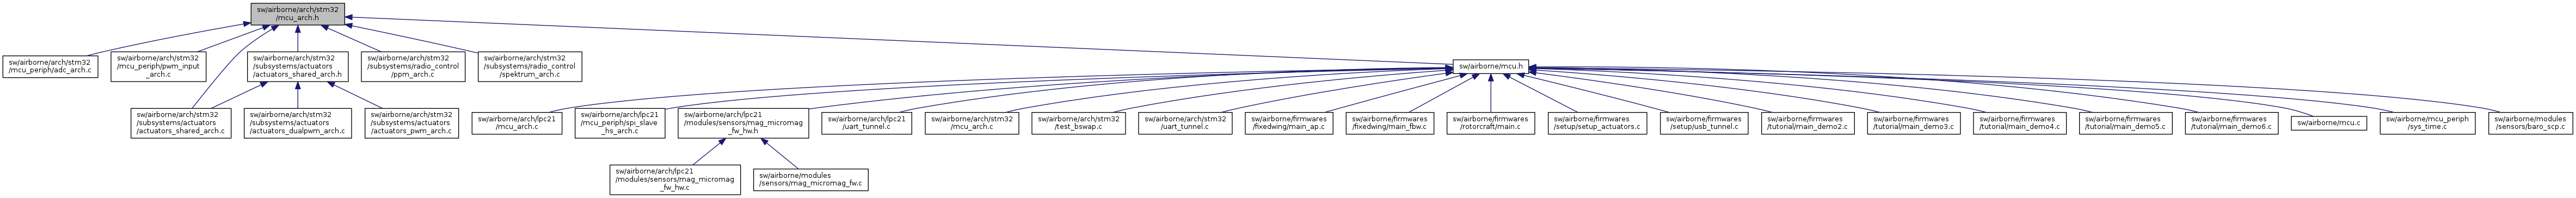 sw/airborne/arch/stm32
/mcu_arch.h
sw/airborne/arch/stm32
/mcu_periph/adc_arch.c
sw/airborne/arch/stm32
/mcu_periph/pwm_input
_arch.c
sw/airborne/arch/stm32
/subsystems/actuators
/actuators_shared_arch.h
sw/airborne/arch/stm32
/subsystems/radio_control
/ppm_arch.c
sw/airborne/arch/stm32
/subsystems/radio_control
/spektrum_arch.c
sw/airborne/mcu.h
sw/airborne/arch/stm32
/subsystems/actuators
/actuators_shared_arch.c
sw/airborne/arch/stm32
/subsystems/actuators
/actuators_dualpwm_arch.c
sw/airborne/arch/stm32
/subsystems/actuators
/actuators_pwm_arch.c
sw/airborne/arch/lpc21
/mcu_arch.c
sw/airborne/arch/lpc21
/mcu_periph/spi_slave
_hs_arch.c
sw/airborne/arch/lpc21
/modules/sensors/mag_micromag
_fw_hw.h
sw/airborne/arch/lpc21
/uart_tunnel.c
sw/airborne/arch/stm32
/mcu_arch.c
sw/airborne/arch/stm32
/test_bswap.c
sw/airborne/arch/stm32
/uart_tunnel.c
sw/airborne/firmwares
/fixedwing/main_ap.c
sw/airborne/firmwares
/fixedwing/main_fbw.c
sw/airborne/firmwares
/rotorcraft/main.c
sw/airborne/firmwares
/setup/setup_actuators.c
sw/airborne/firmwares
/setup/usb_tunnel.c
sw/airborne/firmwares
/tutorial/main_demo2.c
sw/airborne/firmwares
/tutorial/main_demo3.c
sw/airborne/firmwares
/tutorial/main_demo4.c
sw/airborne/firmwares
/tutorial/main_demo5.c
sw/airborne/firmwares
/tutorial/main_demo6.c
sw/airborne/mcu.c
sw/airborne/mcu_periph
/sys_time.c
sw/airborne/modules
/sensors/baro_scp.c
sw/airborne/arch/lpc21
/modules/sensors/mag_micromag
_fw_hw.c
sw/airborne/modules
/sensors/mag_micromag_fw.c